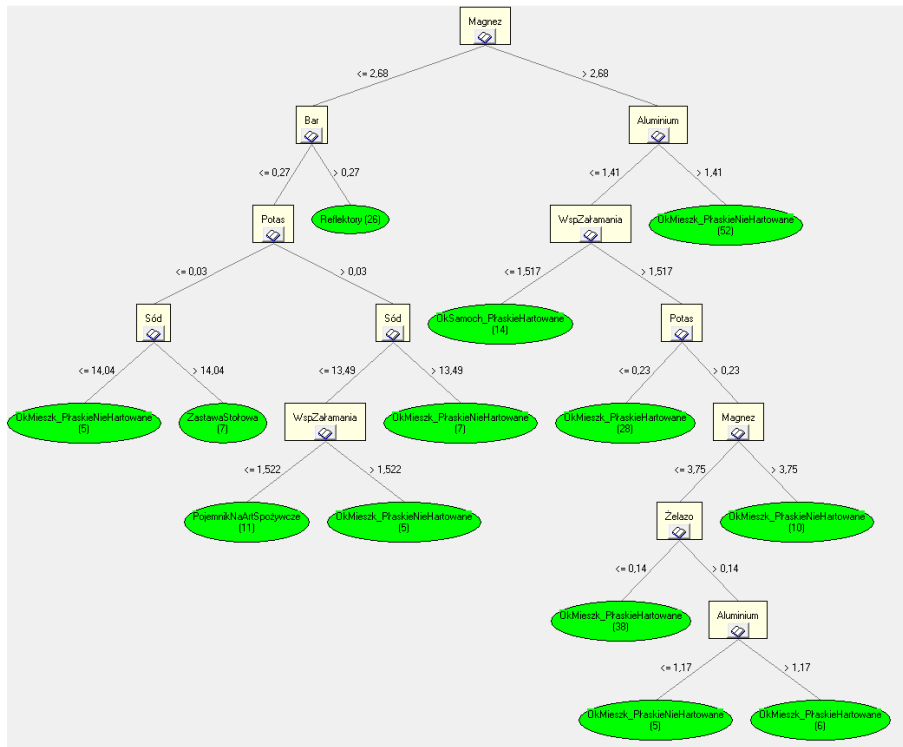 Magnez
<= 2,68
> 2,68
Bar
Aluminium
<= 0,27
> 0,27
<= 1,41
> 1,41
Potas
Reflektory (26)
WspZałamania
OkMieszk_PłaskieNieHartowane
(52)
<= 0,03
> 0,03
<= 1,517
> 1,517
Sód
Sód
OkSamoch_PłaskieHartowane
(14)
Potas
<= 14,04
> 14,04
<= 13,49
> 13,49
<= 0,23
> 0,23
OkMieszk_PłaskieNieHartowane
(5)
ZastawaStołowa
(7)
WspZałamania
OkMieszk_PłaskieNieHartowane
(7)
OkMieszk_PłaskieHartowane
(28)
Magnez
<= 1,522
> 1,522
<= 3,75
> 3,75
PojemnikNaArtSpożywcze
(11)
OkMieszk_PłaskieNieHartowane
(5)
Żelazo
OkMieszk_PłaskieNieHartowane
(10)
<= 0,14
> 0,14
OkMieszk_PłaskieHartowane
(38)
Aluminium
<= 1,17
> 1,17
OkMieszk_PłaskieNieHartowane
(5)
OkMieszk_PłaskieHartowane
(6)